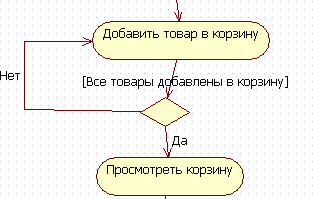 Добавить товар в корзину
Нет
[Все товары добавлены в корзину]
Да
Просмотреть корзину